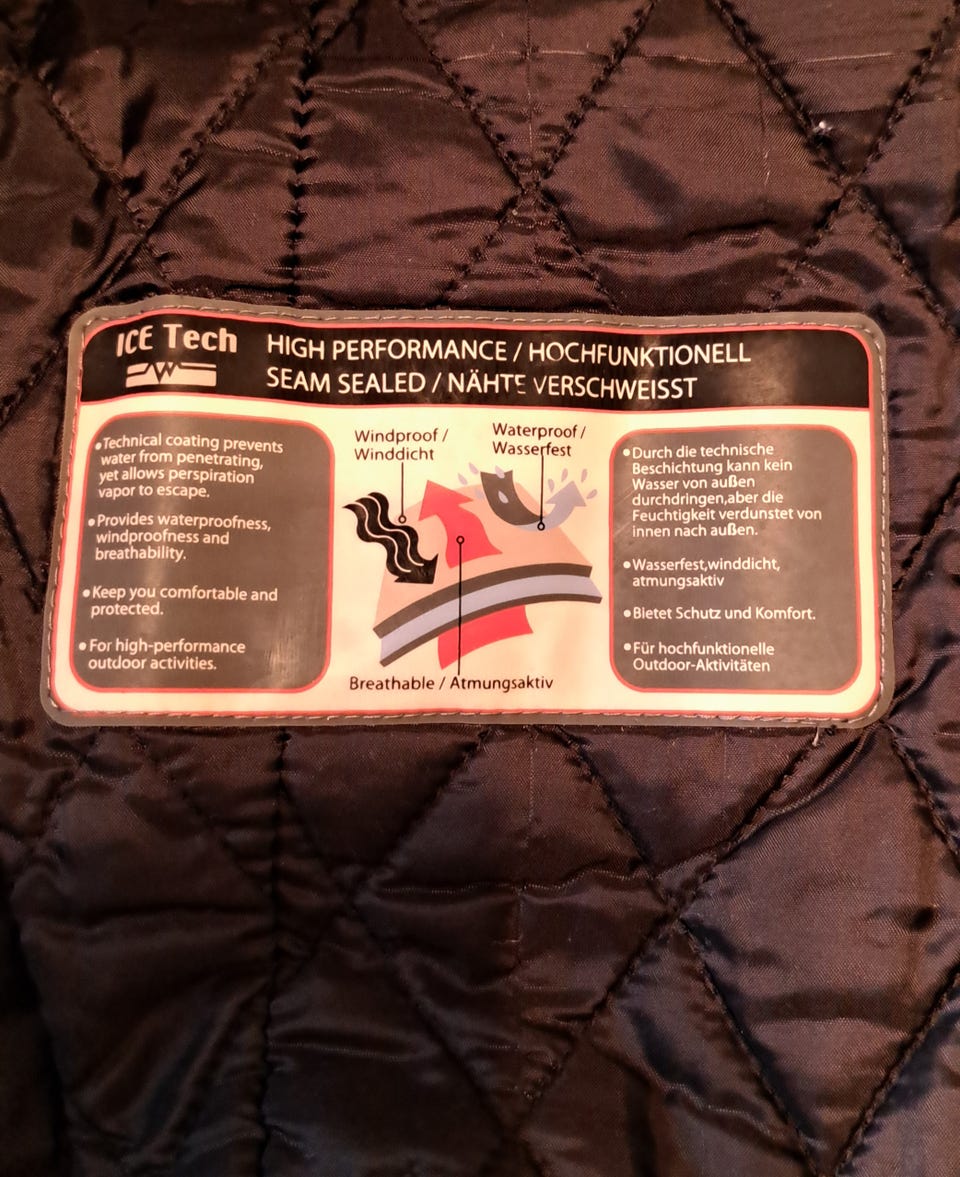 ICE Tech
HIGH PERFORMANCE / HOCHFUNKTIONELL
SEAM SEALED / NÄHTE VERSCHWEISST
•Technical coating prevents
water from penetrating,
yet allows perspiration
vapor to escape.
•Provides waterproofness,
windproofness and
breathability.
•Keep you comfortable and
protected.
•For high-performance
outdoor activities.
Windproof /
Winddicht
Waterproof /
Wasserfest
Breathable / Atmungsaktiv
•Durch die technische
Beschichtung kann kein
Wasser von außen
durchdringen,aber die
Feuchtigkeit verdunstet von
innen nach außen.
•Wasserfest,winddicht,
atmungsaktiv
•Bletet Schutz und Komfort.
•Für hochfunktionelle
Outdoor-Aktivitäten